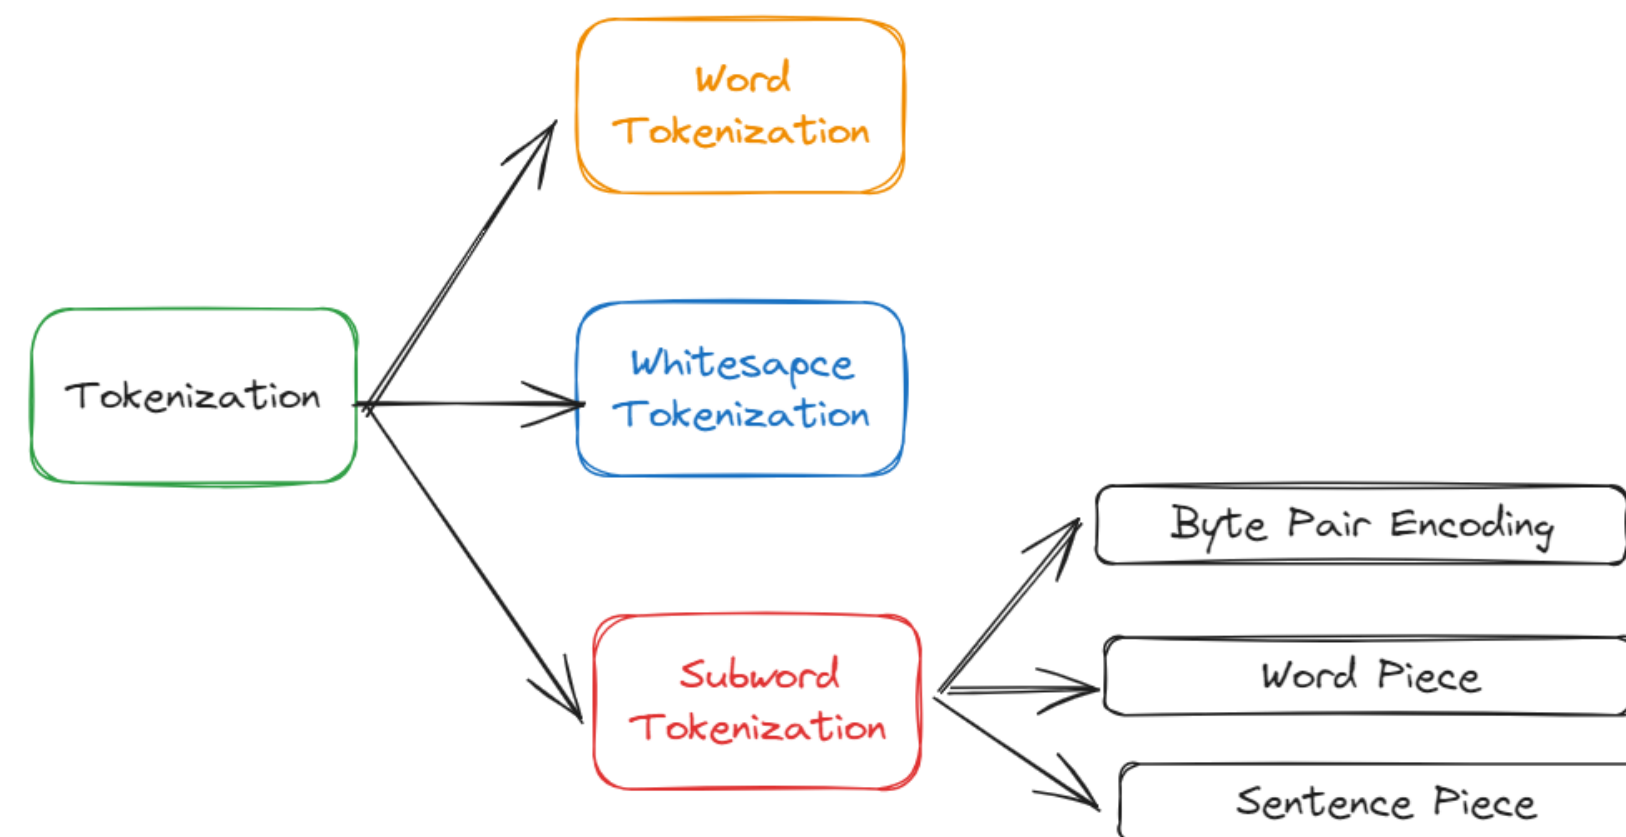 Word
Tokenization
Tokenization
Whitesapce
Tokenization
Byte Pair Encoding
Word Piece
Subword
Tokenization
Sentence Piece